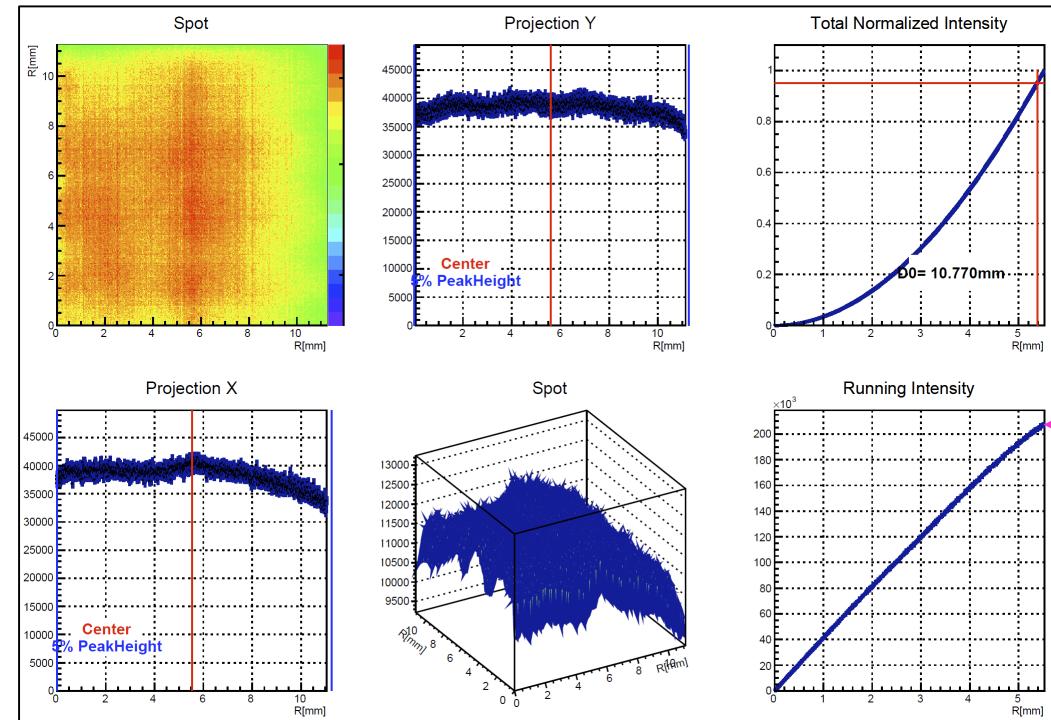 Spot
R[mm]
10
8
6
4
2
0
0 2 4 6 8 10
R[mm]
Projection Y
45000
40000
35000
30000
25000
20000
15000
10000
5000
0
Center
5% PeakHeight
2 4 6 8 10
R[mm]
Total Normalized Intensity
1
0.8
0.6
0.4
0.2
0
D0= 10.770mm
0 1 2 3 4 5
R[mm]
Projection X
45000
40000
35000
30000
25000
20000
15000
10000
5000
0
Center
5% PeakHeight
0 2 4 6 8 10
R[mm]
Spot
13000
12500
12000
11500
11000
10500
10000
9500
R[mm]
10
8
6
4
2
0
0 2 4 6 8 10
R[mm]
Running Intensity
×10³
200
180
160
140
120
100
80
60
40
20
0
0 1 2 3 4 5
R[mm]